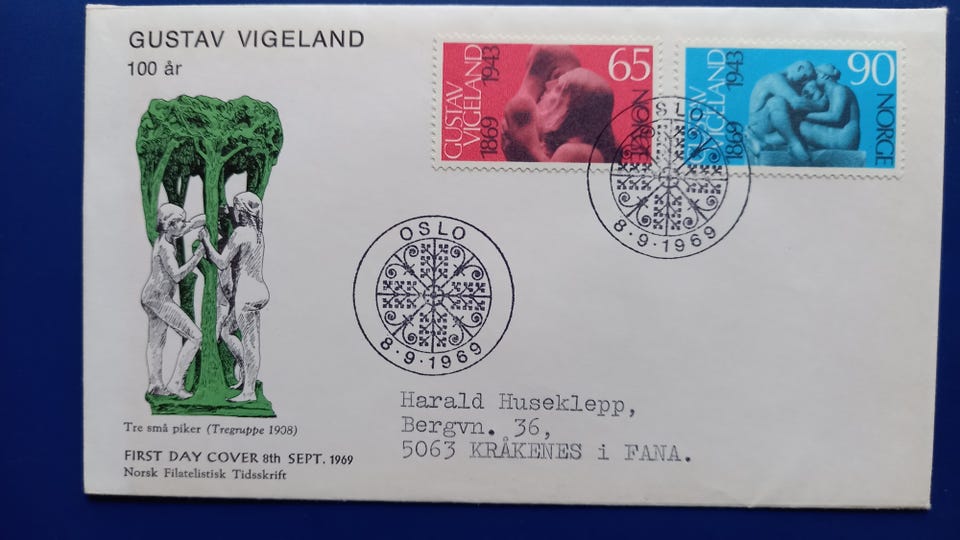 GUSTAV VIGELAND
100 år
GUSTAV
VIGELAND
1869 1943
65
NORGE
GUSTAV
VIGELAND
1869 1943
90
NORGE
OSLO
8·9·1969
OSLO
8·9·1969
Tre små piker (Tregruppe 1908)
FIRST DAY COVER 8th SEPT. 1969
Norsk Filatelistisk Tidsskrift
Harald Huseklepp,
Bergvn. 36,
5063 KRÅKENES i FANA.